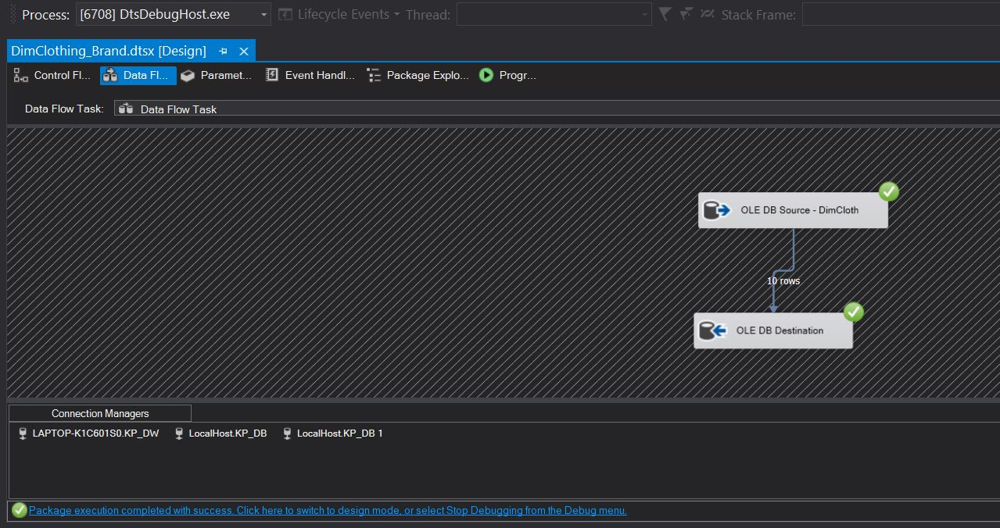 Process: [6708] DtsDebugHost.exe Lifecycle Events Thread: Stack Frame:
DimClothing_Brand.dtsx [Design]
Control Fl... Data Fl... Paramet... Event Handl... Package Explo... Progr...
Data Flow Task: Data Flow Task
OLE DB Source - DimCloth
10 rows
OLE DB Destination
Connection Managers
LAPTOP-K1C601S0.KP_DW LocalHost.KP_DB LocalHost.KP_DB 1
Package execution completed with success. Click here to switch to design mode, or select Stop Debugging from the Debug menu.